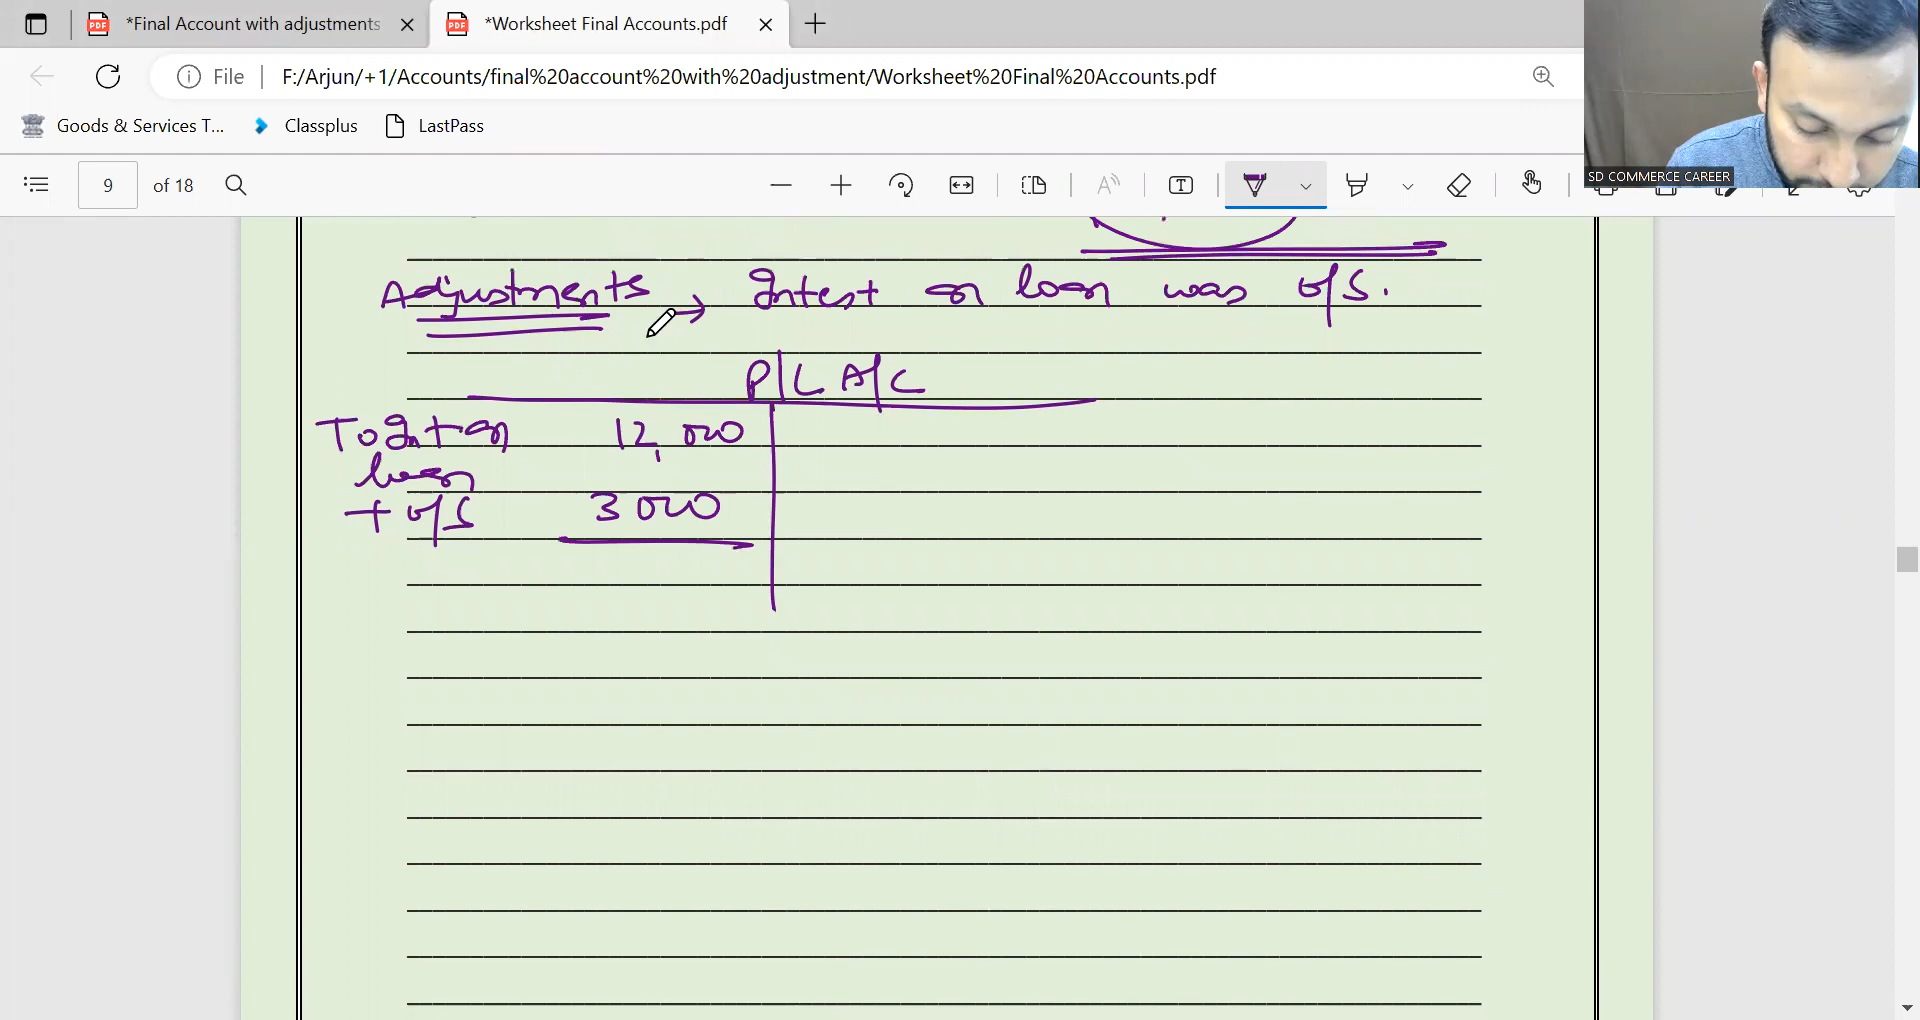 *Final Account with adjustments
*Worksheet Final Accounts.pdf
File
F:/Arjun/+1/Accounts/final%20account%20with%20adjustment/Worksheet%20Final%20Accounts.pdf
Goods & Services T...
Classplus
LastPass
9 of 18
SD COMMERCE CAREER
Adjustments → Intest on loan was o/s.
P/L A/C
To Int on 12,000
loan
+ o/s 3000